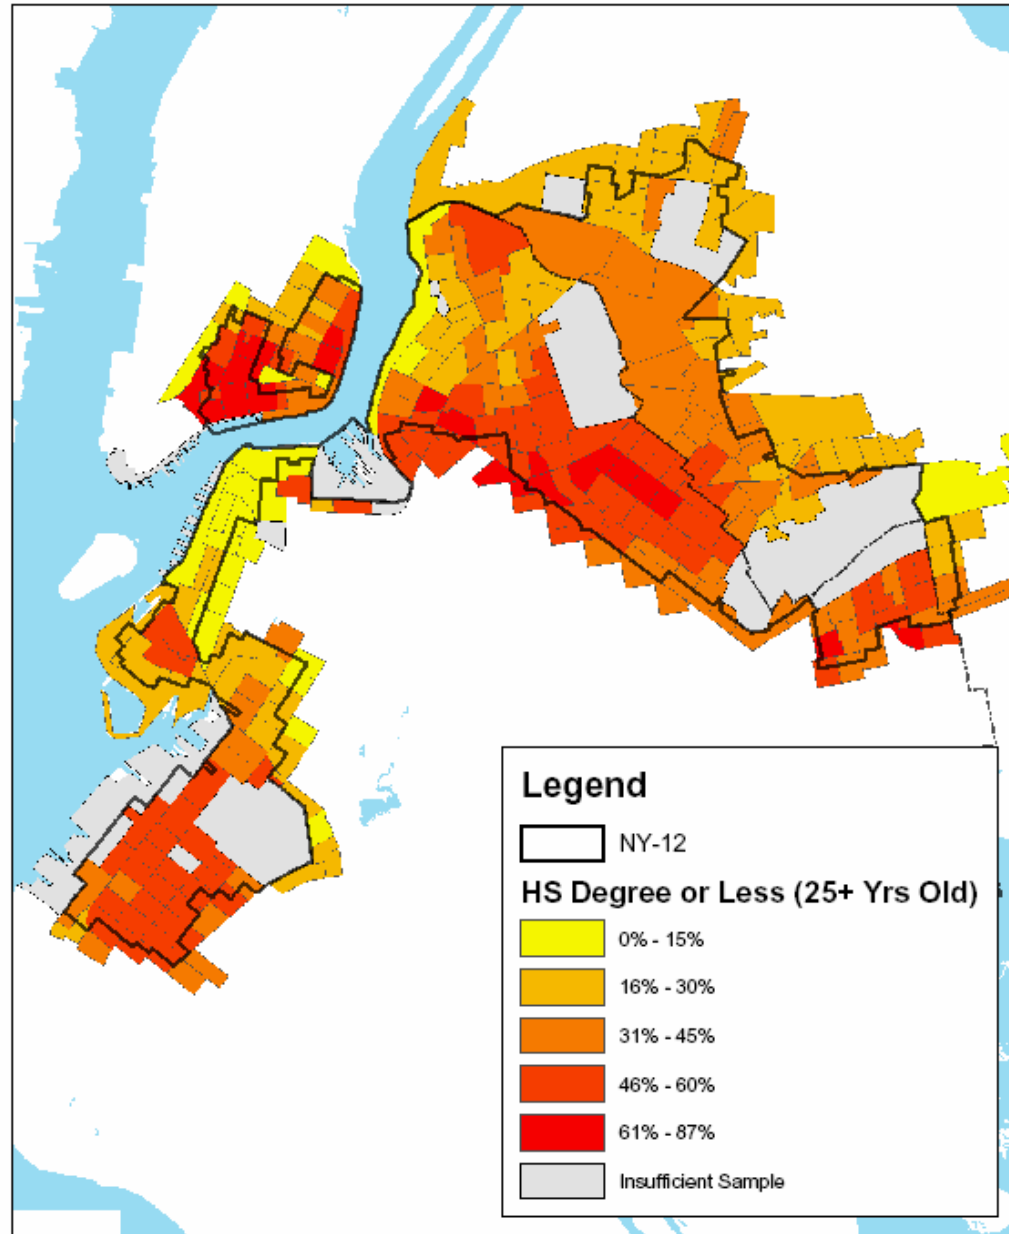 Legend
NY-12
HS Degree or Less (25+ Yrs Old)
0% - 15%
16% - 30%
31% - 45%
46% - 60%
61% - 87%
Insufficient Sample